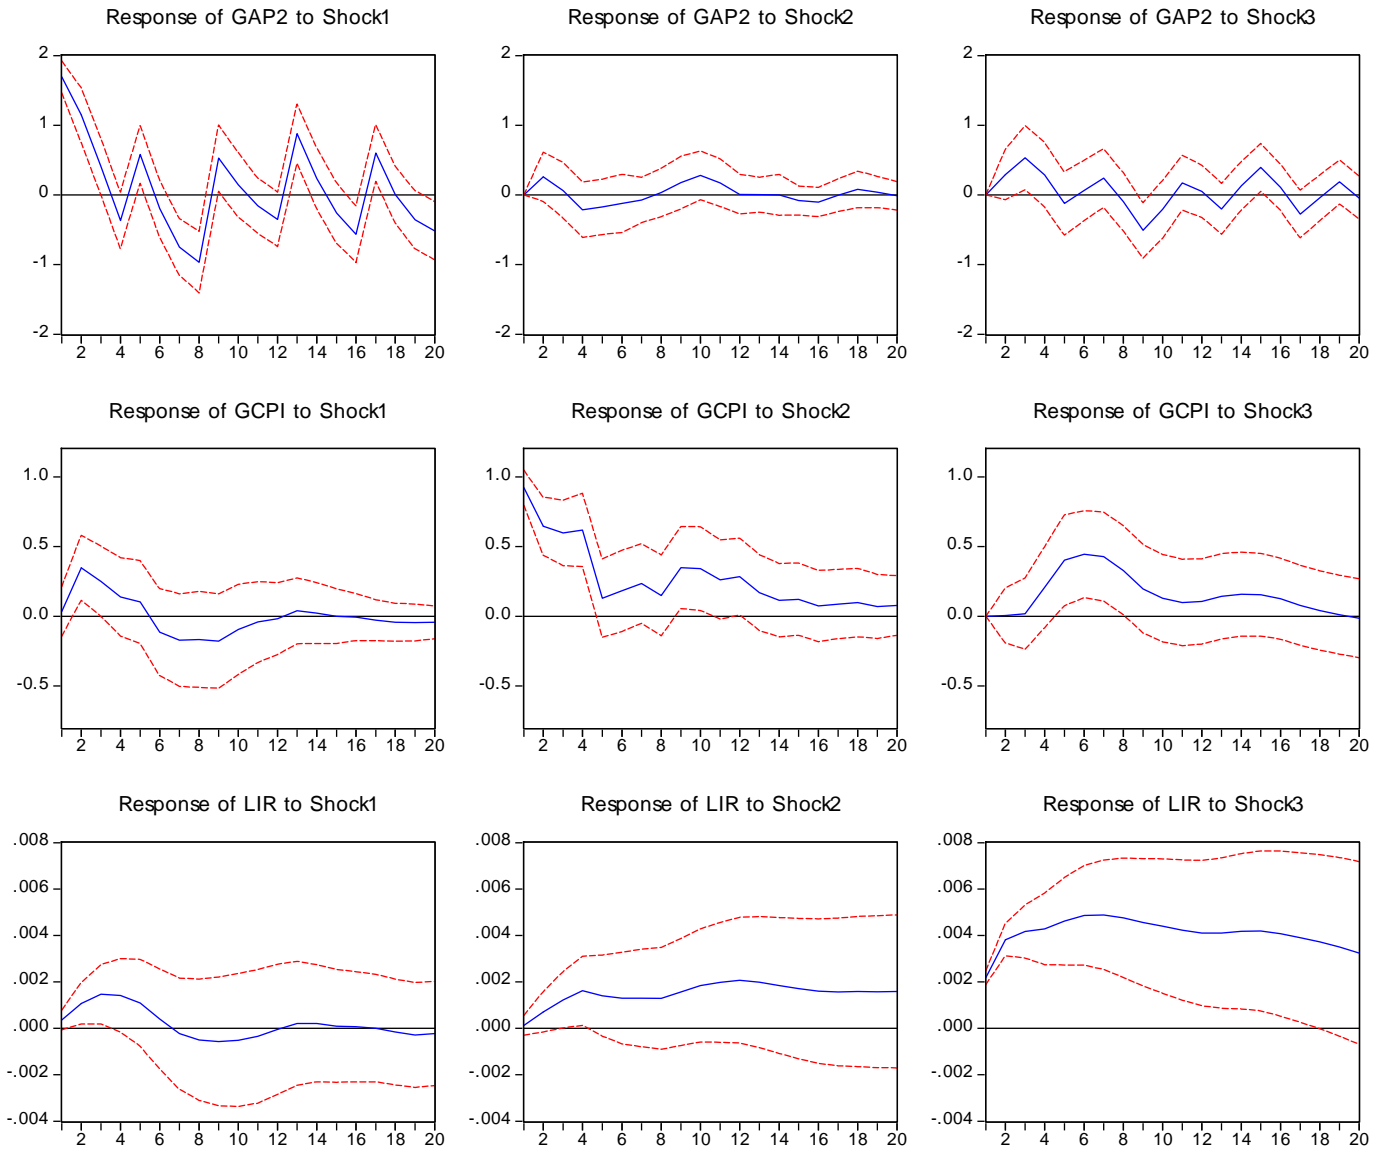 Response of GAP2 to Shock1
2
1
0
-1
-2
2 4 6 8 10 12 14 16 18 20
Response of GAP2 to Shock2
2
1
0
-1
-2
2 4 6 8 10 12 14 16 18 20
Response of GAP2 to Shock3
2
1
0
-1
-2
2 4 6 8 10 12 14 16 18 20
Response of GCPI to Shock1
1.0
0.5
0.0
-0.5
2 4 6 8 10 12 14 16 18 20
Response of GCPI to Shock2
1.0
0.5
0.0
-0.5
2 4 6 8 10 12 14 16 18 20
Response of GCPI to Shock3
1.0
0.5
0.0
-0.5
2 4 6 8 10 12 14 16 18 20
Response of LIR to Shock1
.008
.006
.004
.002
.000
-.002
-.004
2 4 6 8 10 12 14 16 18 20
Response of LIR to Shock2
.008
.006
.004
.002
.000
-.002
-.004
2 4 6 8 10 12 14 16 18 20
Response of LIR to Shock3
.008
.006
.004
.002
.000
-.002
-.004
2 4 6 8 10 12 14 16 18 20